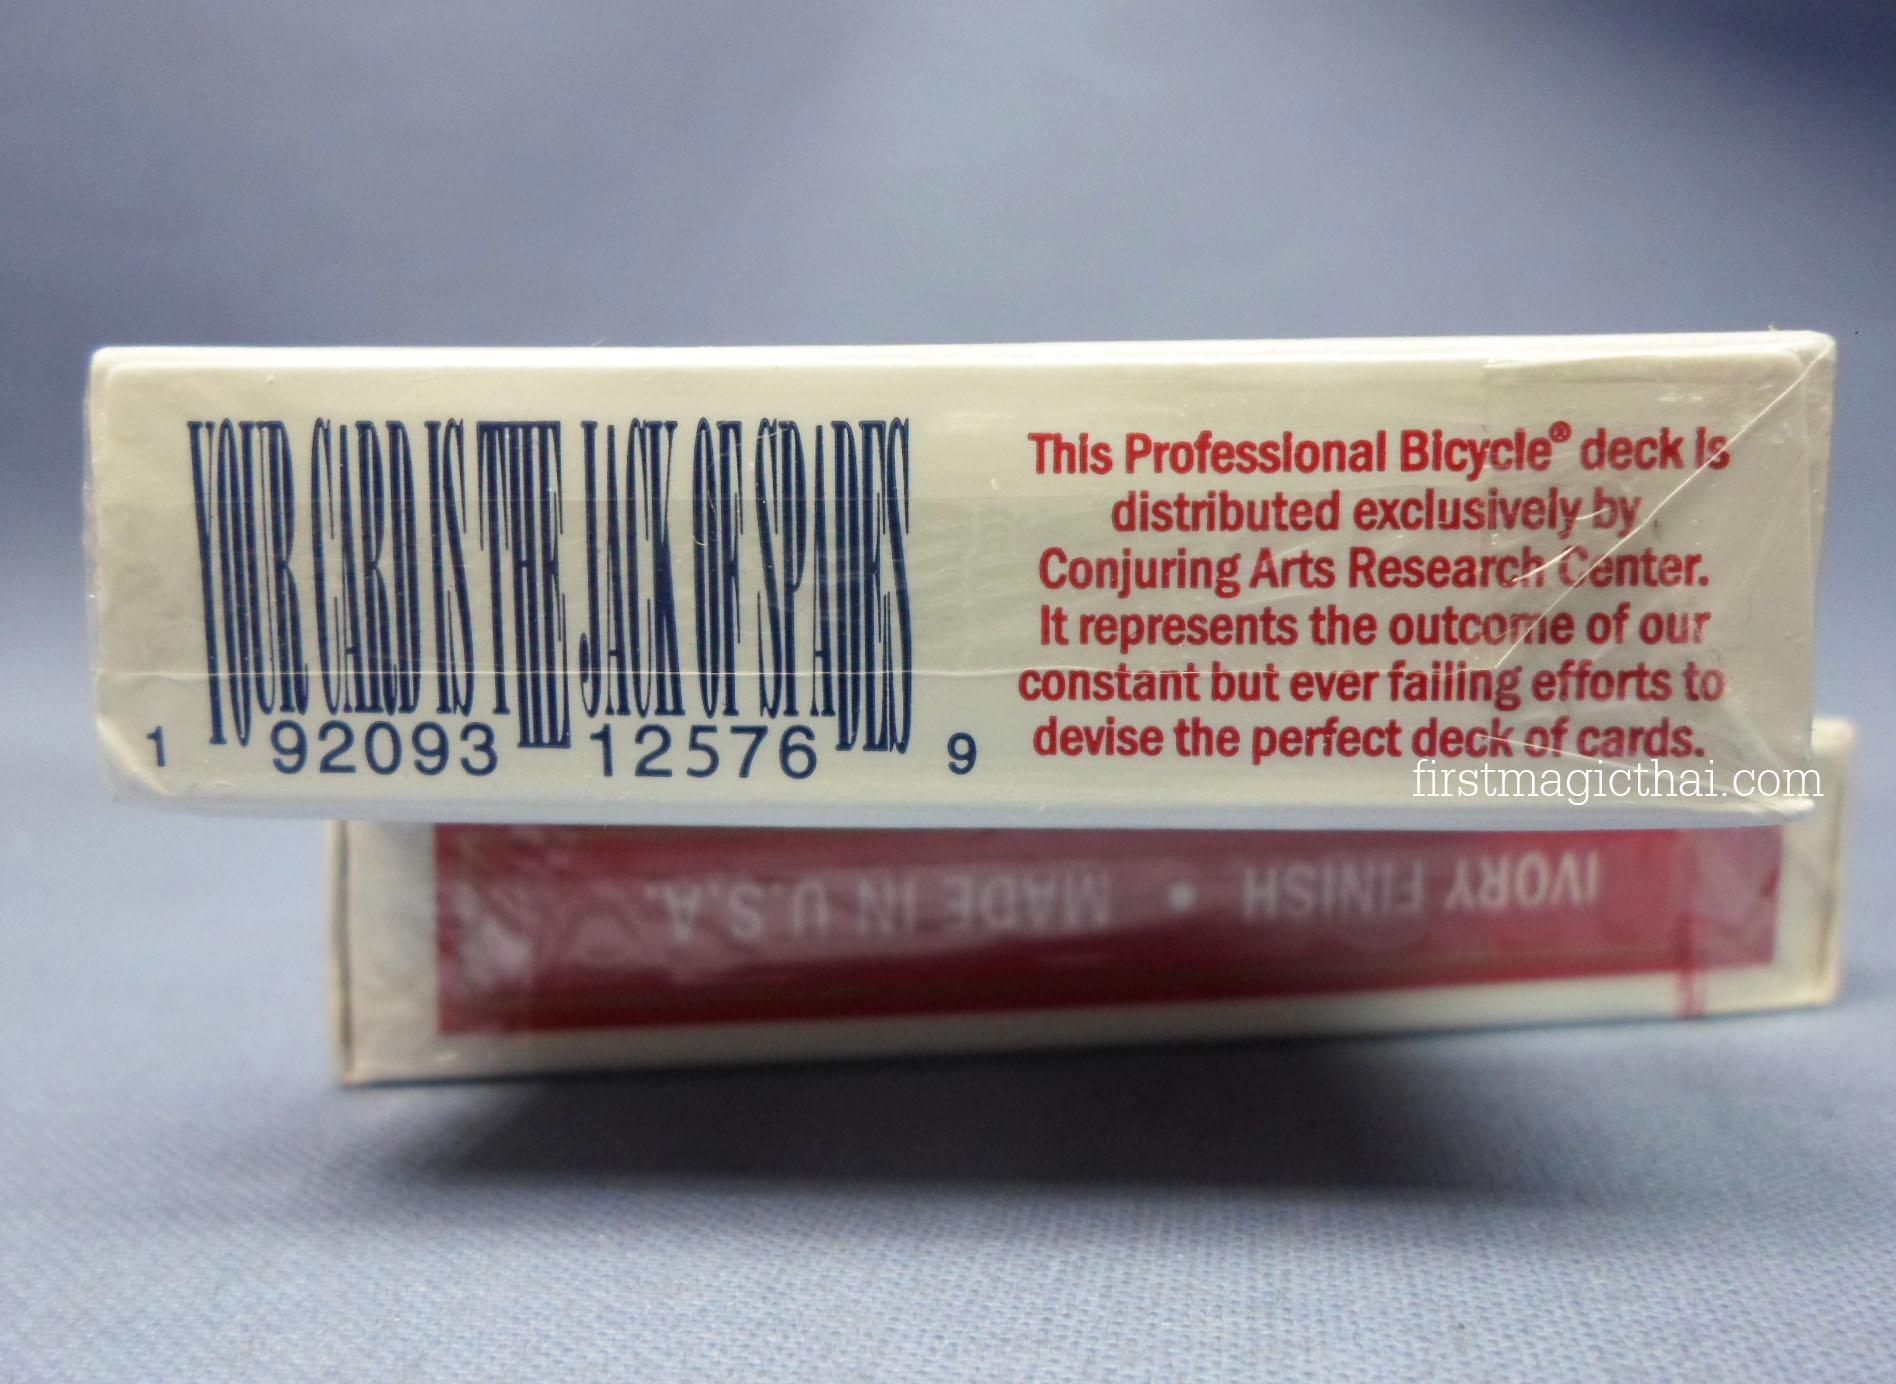 YOUR CARD IS THE JACK OF SPADES
1 92093 12576 9
This Professional Bicycle® deck is
distributed exclusively by
Conjuring Arts Research Center.
It represents the outcome of our
constant but ever failing efforts to
devise the perfect deck of cards.
firstmagicthai.com
IVORY FINISH • MADE IN U.S.A.